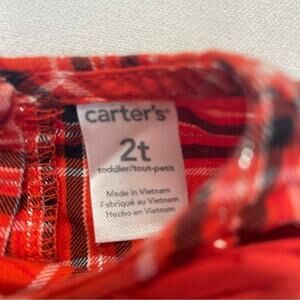 carter's®
2t
toddler/tout-petit
Made in Vietnam
Fabriqué au Vietnam
Hecho en Vietnam